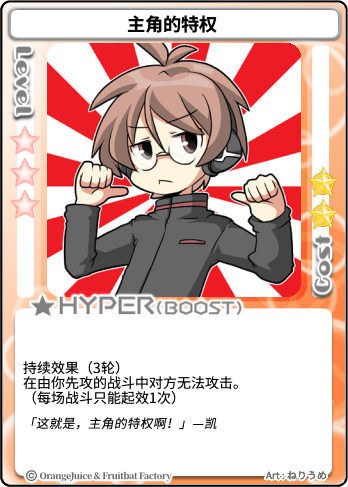 主角的特权
Level
Cost
★HYPER(BOOST)
持续效果（3轮）
在由你先攻的战斗中对方无法攻击。
（每场战斗只能起效1次）
「这就是，主角的特权啊！」—凯
© OrangeJuice & Fruitbat Factory
Art : ねりうめ